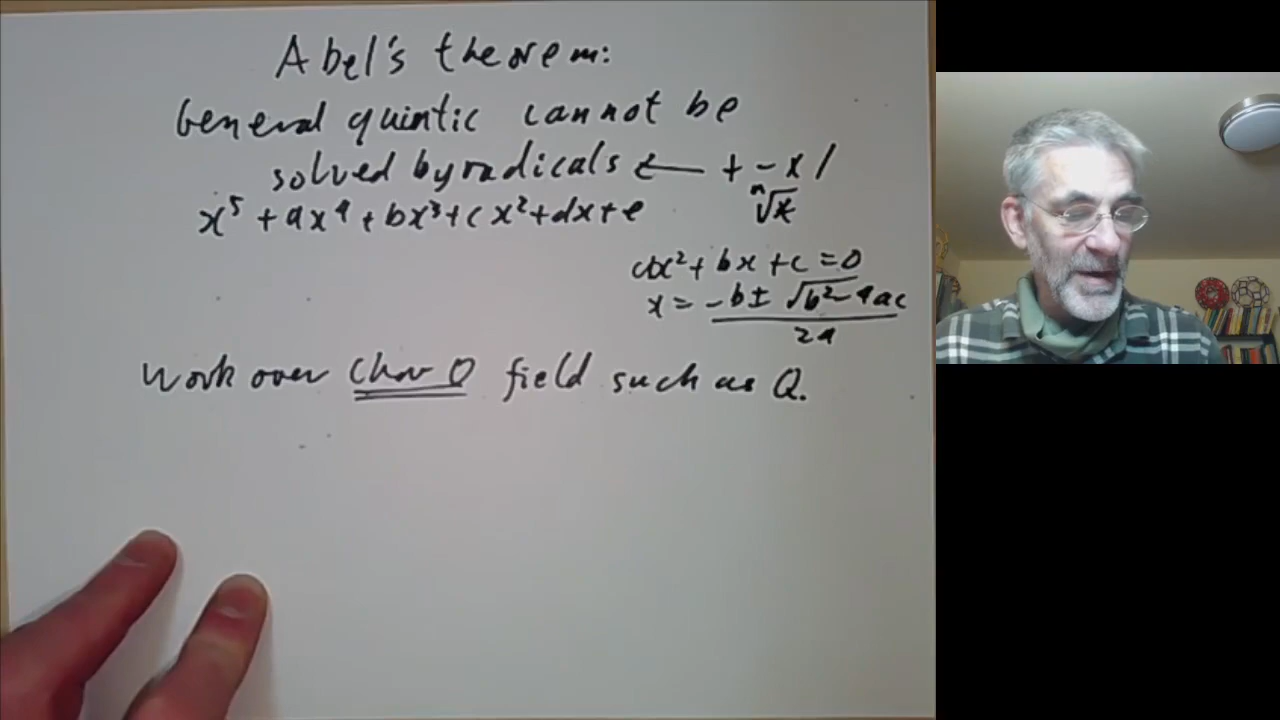 Abel's theorem:
General quintic cannot be
solved by radicals ← + - x /
ⁿ√x
x⁵ + ax⁴ + bx³ + cx² + dx + e
ax² + bx + c = 0
x = -b ± √b² - 4ac
2a
Work over Char 0 field such as Q.